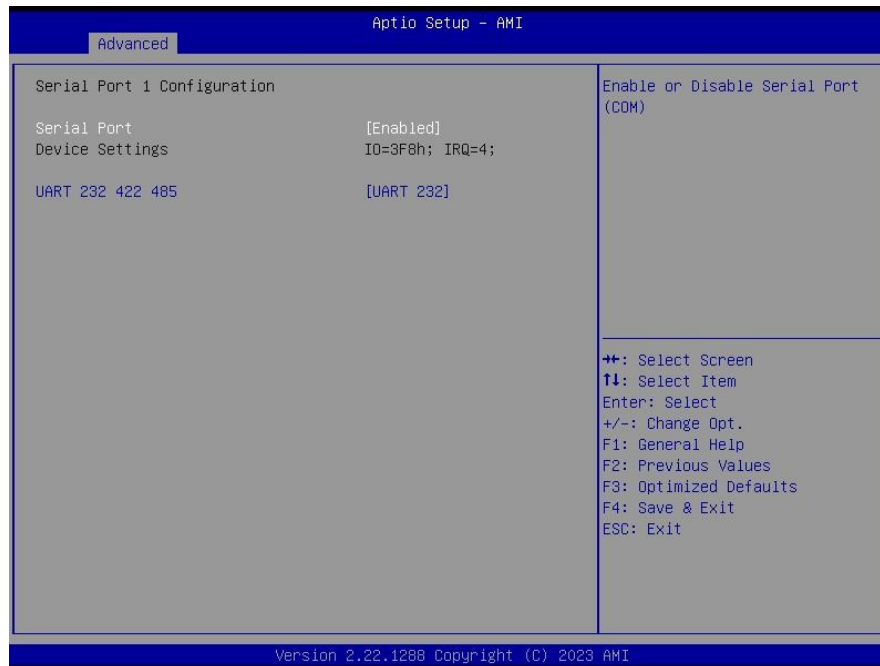 Aptio Setup - AMI
Advanced
Serial Port 1 Configuration
Serial Port [Enabled]
Device Settings IO=3F8h; IRQ=4;
UART 232 422 485 [UART 232]
Enable or Disable Serial Port
(COM)
→←: Select Screen
↑↓: Select Item
Enter: Select
+/-: Change Opt.
F1: General Help
F2: Previous Values
F3: Optimized Defaults
F4: Save & Exit
ESC: Exit
Version 2.22.1288 Copyright (C) 2023 AMI